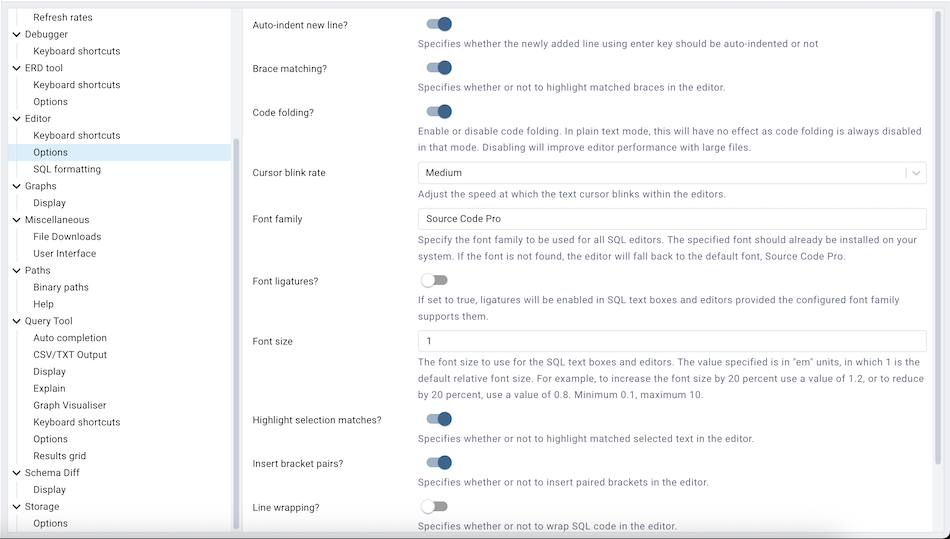 Refresh rates
Debugger
Keyboard shortcuts
ERD tool
Keyboard shortcuts
Options
Editor
Keyboard shortcuts
Options
SQL formatting
Graphs
Display
Miscellaneous
File Downloads
User Interface
Paths
Binary paths
Help
Query Tool
Auto completion
CSV/TXT Output
Display
Explain
Graph Visualiser
Keyboard shortcuts
Options
Results grid
Schema Diff
Display
Storage
Options
Auto-indent new line?
Specifies whether the newly added line using enter key should be auto-indented or not
Brace matching?
Specifies whether or not to highlight matched braces in the editor.
Code folding?
Enable or disable code folding. In plain text mode, this will have no effect as code folding is always disabled
in that mode. Disabling will improve editor performance with large files.
Cursor blink rate
Medium
Adjust the speed at which the text cursor blinks within the editors.
Font family
Source Code Pro
Specify the font family to be used for all SQL editors. The specified font should already be installed on your
system. If the font is not found, the editor will fall back to the default font, Source Code Pro.
Font ligatures?
If set to true, ligatures will be enabled in SQL text boxes and editors provided the configured font family
supports them.
Font size
1
The font size to use for the SQL text boxes and editors. The value specified is in "em" units, in which 1 is the
default relative font size. For example, to increase the font size by 20 percent use a value of 1.2, or to reduce
by 20 percent, use a value of 0.8. Minimum 0.1, maximum 10.
Highlight selection matches?
Specifies whether or not to highlight matched selected text in the editor.
Insert bracket pairs?
Specifies whether or not to insert paired brackets in the editor.
Line wrapping?
Specifies whether or not to wrap SQL code in the editor.